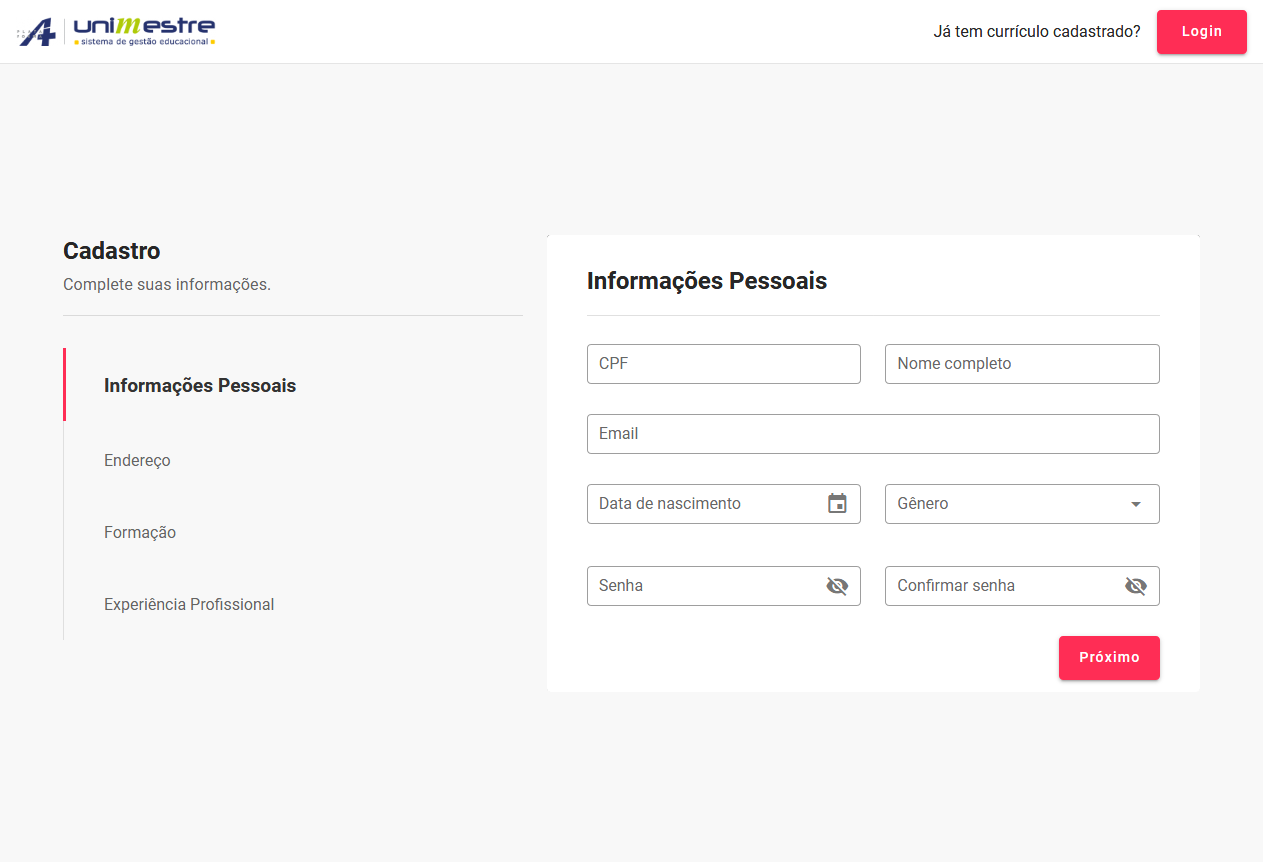 unimestre
sistema de gestão educacional
Já tem currículo cadastrado?
Login
Cadastro
Complete suas informações.
Informações Pessoais
Endereço
Formação
Experiência Profissional
Informações Pessoais
CPF
Nome completo
Email
Data de nascimento
Gênero
Senha
Confirmar senha
Próximo